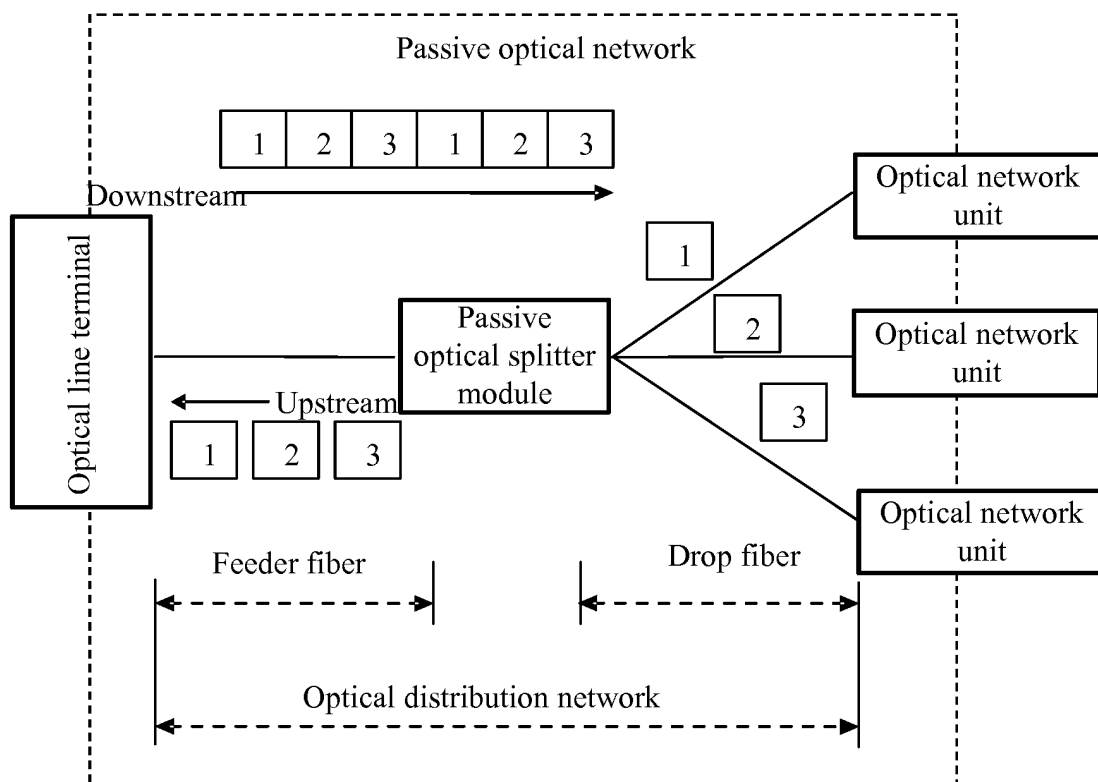 Passive optical network
1 2 3 1 2 3
Downstream
Optical line terminal
Optical network
unit
1
Passive
optical splitter
module
2
Optical network
unit
Upstream
1 2 3
3
Optical network
unit
Feeder fiber
Drop fiber
Optical distribution network